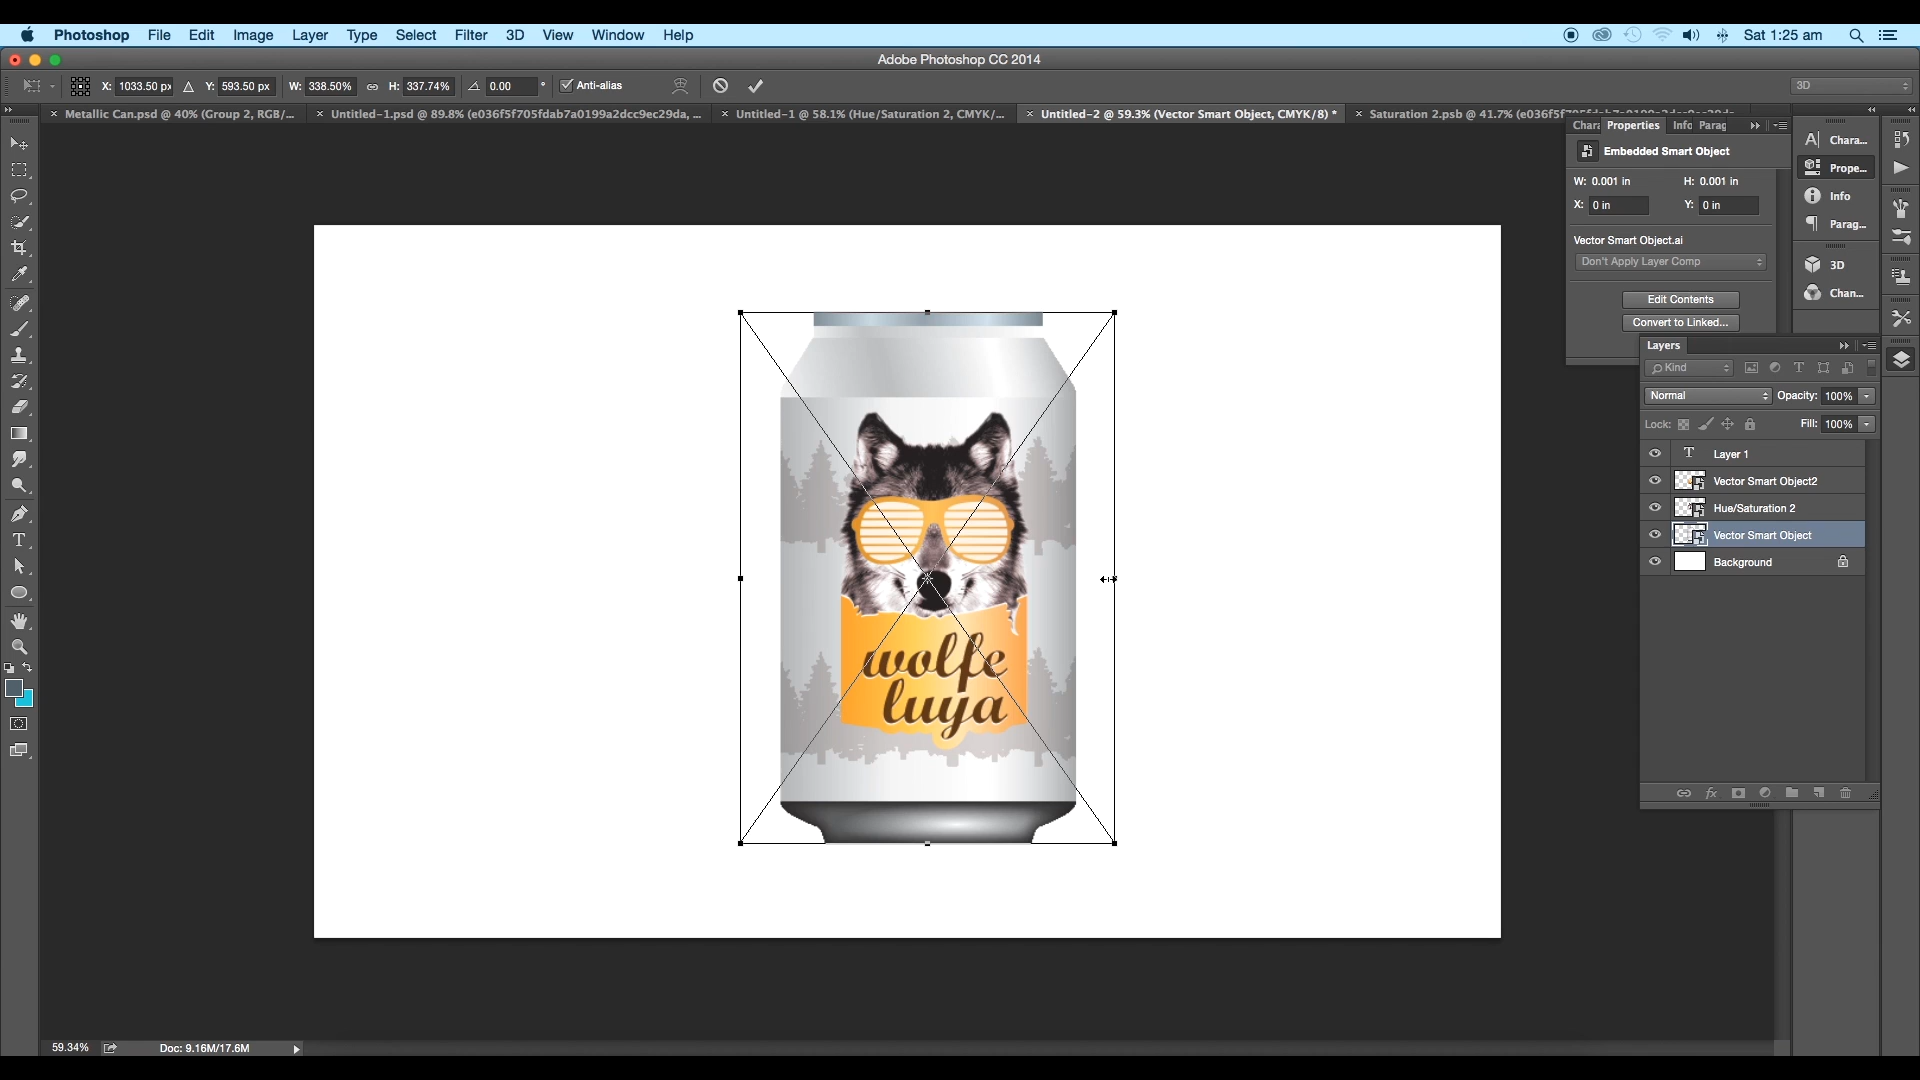 Photoshop File Edit Image Layer Type Select Filter 3D View Window Help Sat 1:25 am
Adobe Photoshop CC 2014
X: 1033.50 px Y: 593.50 px W: 338.50% H: 337.74% 0.00 ° Anti-alias 3D
× Metallic Can.psd @ 40% (Group 2, RGB/... × Untitled-1.psd @ 89.8% (e036f5f705fdab7a0199a2dcc9ec29da, ... × Untitled-1 @ 58.1% (Hue/Saturation 2, CMYK/... × Untitled-2 @ 59.3% (Vector Smart Object, CMYK/8) * × Saturation 2.psb @ 41.7%
Chara Properties Info Parag
Embedded Smart Object
W: 0.001 in H: 0.001 in
X: 0 in Y: 0 in
Vector Smart Object.ai
Don't Apply Layer Comp
Edit Contents
Convert to Linked...
Chara...
Prope...
Info
Parag...
3D
Chan...
Layers
Kind
Normal Opacity: 100%
Lock: Fill: 100%
Layer 1
Vector Smart Object2
Hue/Saturation 2
Vector Smart Object
Background
fx
wolfe
luya
59.34% Doc: 9.16M/17.6M